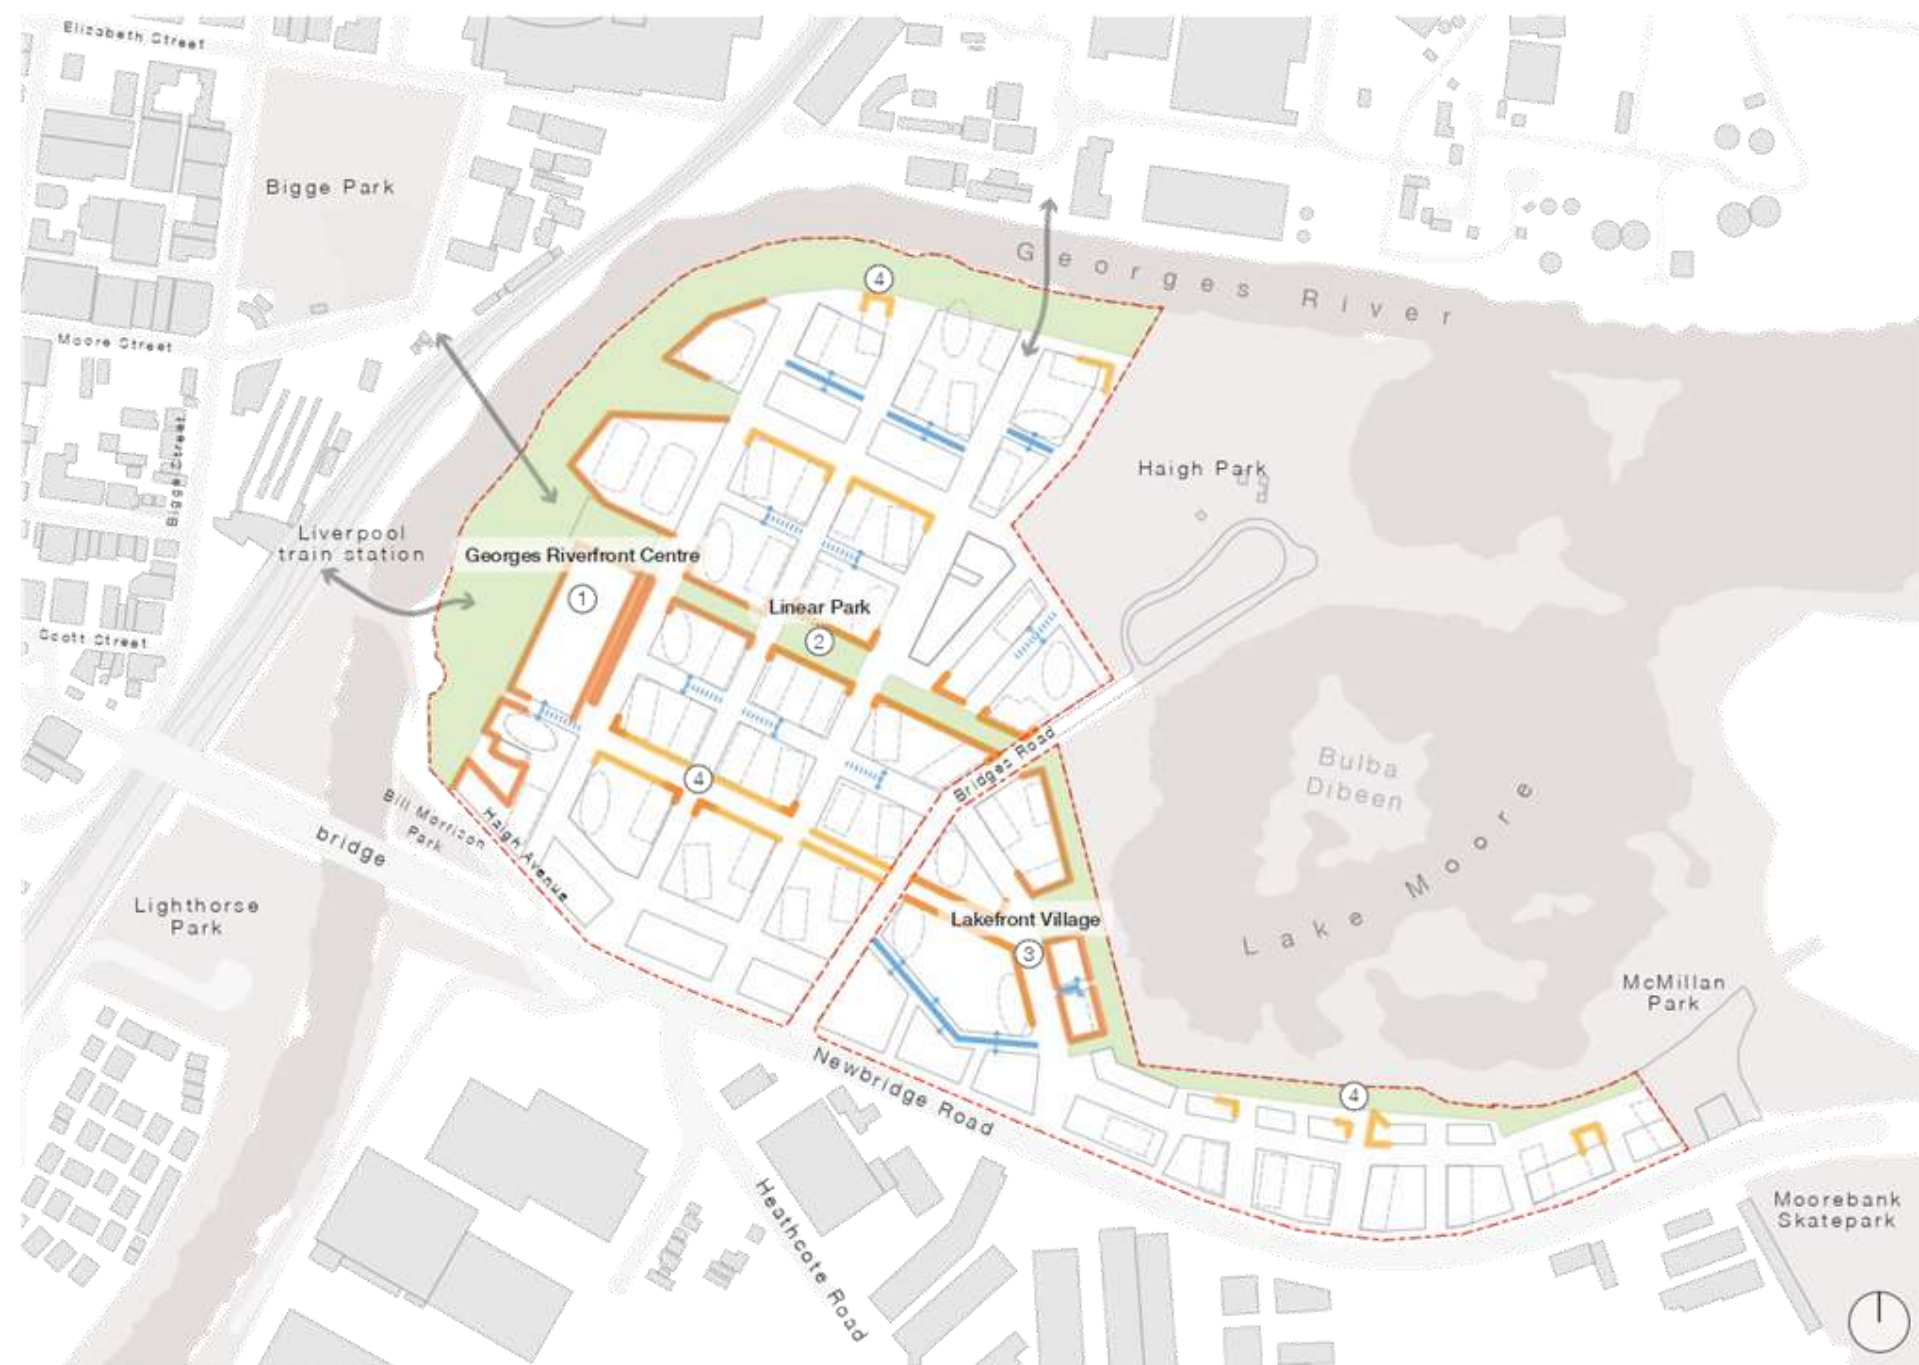 Elizabeth Street
Bigge Park
4
Georges River
Moore Street
Bigge Street
Haigh Park
Liverpool
train station
Georges Riverfront Centre
1
Linear Park
2
Scott Street
Bridges Road
4
Bulba
Dibeen
Lake Moore
Bill Morrison
Park
Haigh Avenue
bridge
Lighthorse
Park
Lakefront Village
3
McMillan
Park
Newbridge Road
4
Heathcote Road
Moorebank
Skatepark